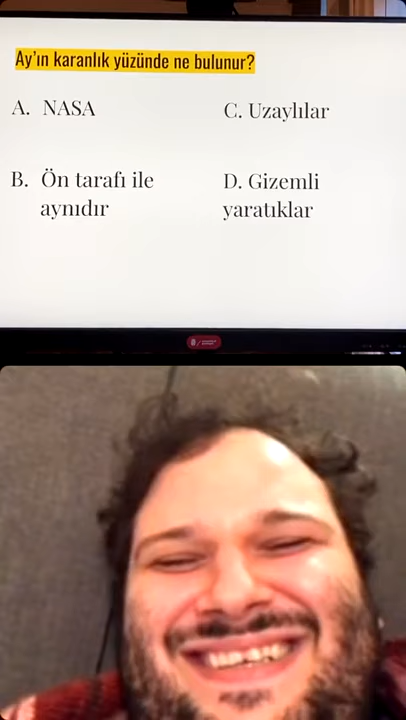 Ay'ın karanlık yüzünde ne bulunur?
A. NASA
C. Uzaylılar
B. Ön tarafı ile
aynıdır
D. Gizemli
yaratıklar